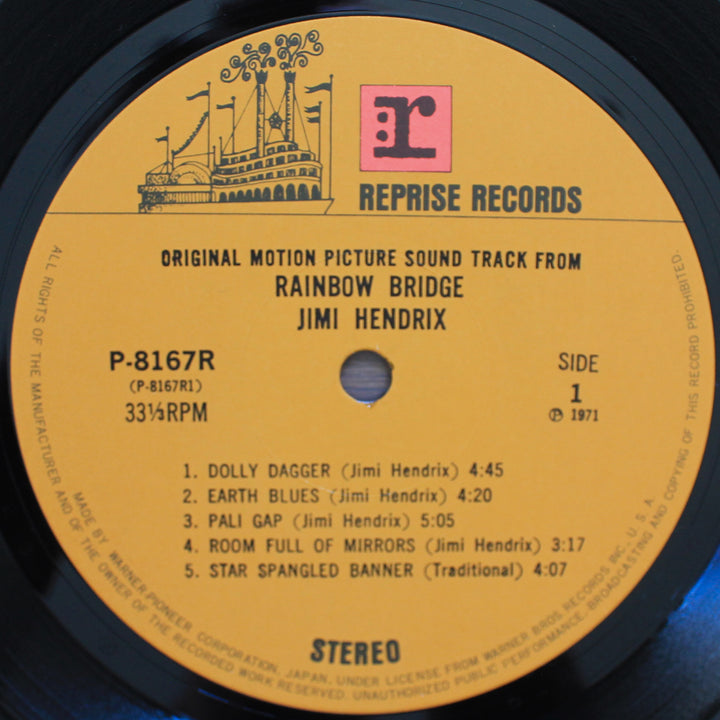 r
REPRISE RECORDS
ORIGINAL MOTION PICTURE SOUND TRACK FROM
RAINBOW BRIDGE
JIMI HENDRIX
P-8167R
(P-8167R1)
33⅓RPM
SIDE
1
Ⓟ 1971
1. DOLLY DAGGER (Jimi Hendrix) 4:45
2. EARTH BLUES (Jimi Hendrix) 4:20
3. PALI GAP (Jimi Hendrix) 5:05
4. ROOM FULL OF MIRRORS (Jimi Hendrix) 3:17
5. STAR SPANGLED BANNER (Traditional) 4:07
STEREO
MADE BY WARNER-PIONEER CORPORATION, JAPAN. UNDER LICENSE FROM WARNER BROS. RECORDS INC., U.S.A.
ALL RIGHTS OF THE MANUFACTURER AND OF THE OWNER OF THE RECORDED WORK RESERVED. UNAUTHORIZED PUBLIC PERFORMANCE, BROADCASTING AND COPYING OF THIS RECORD PROHIBITED.